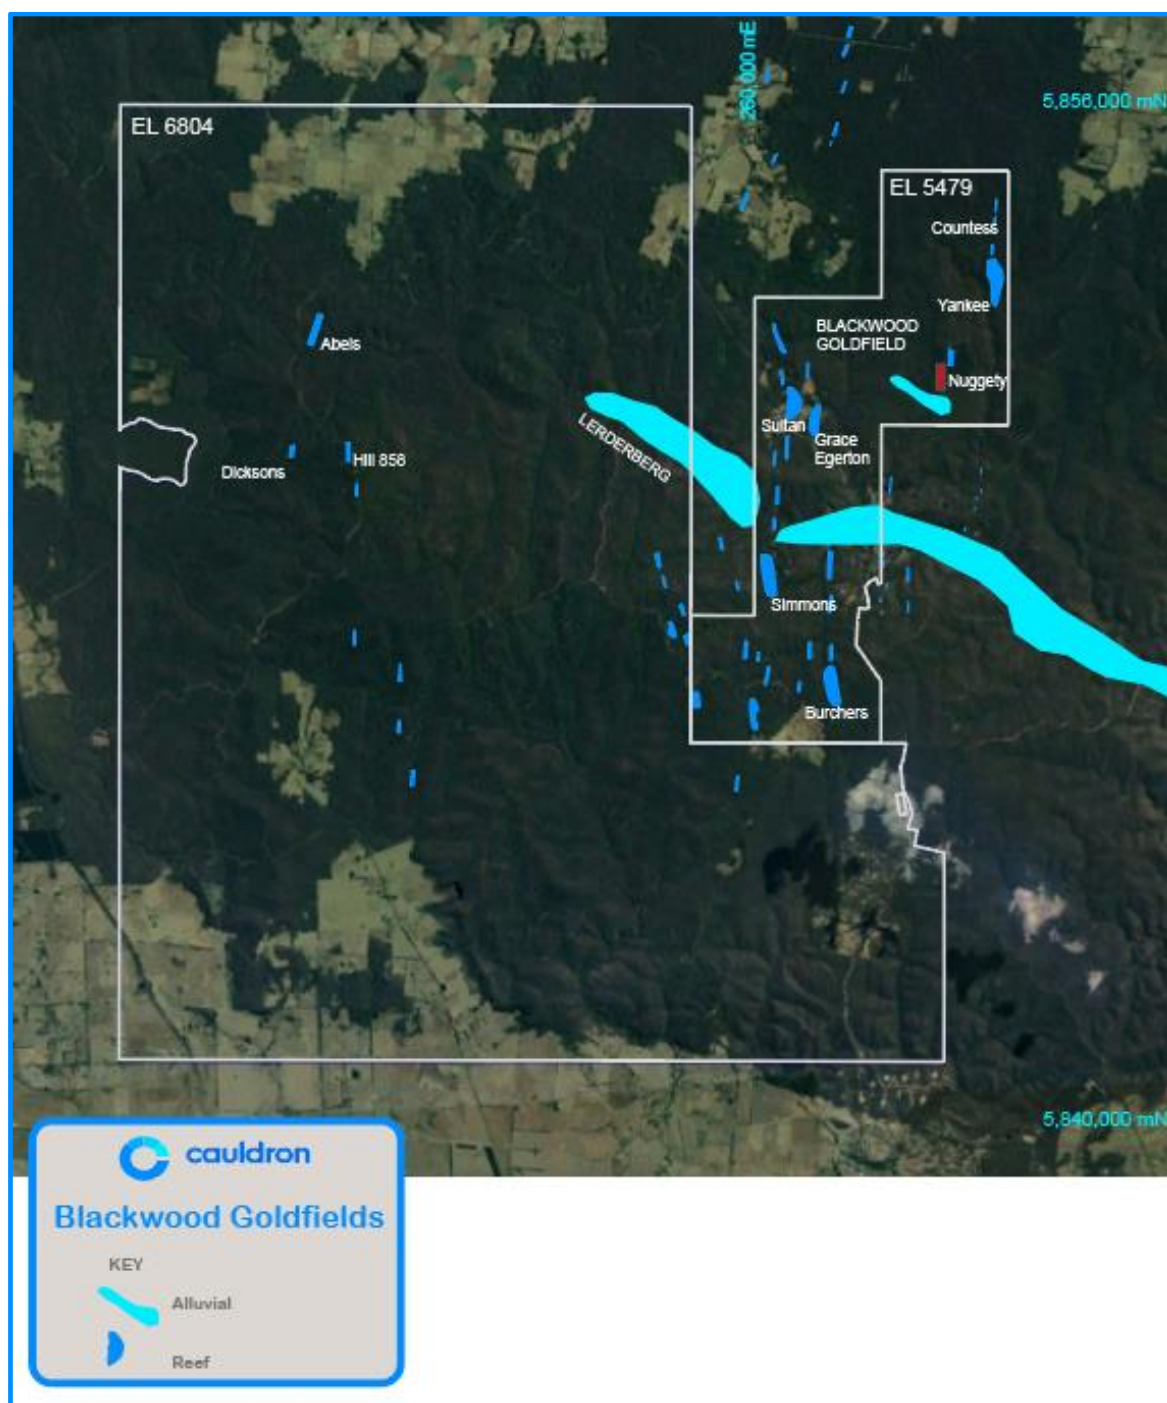 260,000 mE
5,856,000 mN
EL 6804
EL 5479
Countess
Yankee
BLACKWOOD
GOLDFIELD
Abels
Nuggety
LERDERBERG
Sultan
Grace
Egerton
Dicksons
Hill 858
Simmons
Burchers
5,840,000 mN
cauldron
Blackwood Goldfields
KEY
Alluvial
Reef